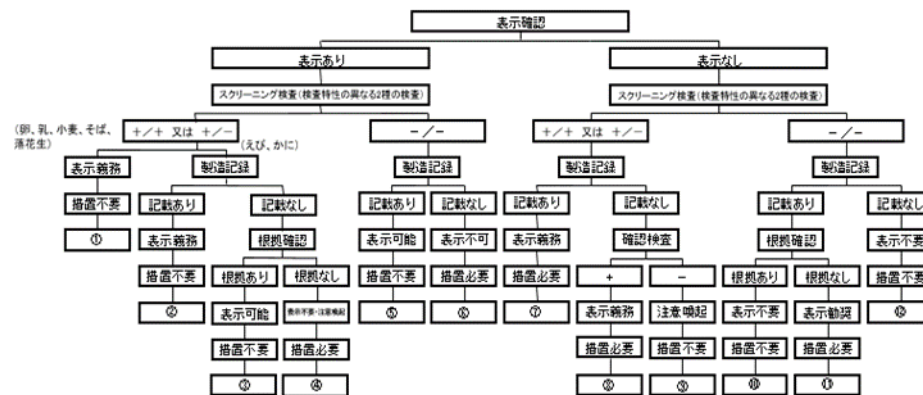 表示確認
表示あり
表示なし
スクリーニング検査(検査特性の異なる2種の検査)
スクリーニング検査(検査特性の異なる2種の検査)
(卵、乳、小麦、そば、
落花生)
+/+ 又は +/-
-/-
+/+ 又は +/-
-/-
(えび、かに)
表示義務
製造記録
製造記録
製造記録
製造記録
措置不要
記載あり
記載なし
記載あり
記載なし
記載あり
記載なし
記載あり
記載なし
①
表示義務
根拠確認
表示可能
表示不可
表示義務
確認検査
根拠確認
表示不要
措置不要
根拠あり
根拠なし
措置不要
措置必要
措置必要
+
-
根拠あり
根拠なし
措置不要
②
表示可能
表示不要・注意喚起
⑤
⑥
⑦
表示義務
注意喚起
表示不要
表示勧奨
⑫
措置不要
措置必要
措置必要
措置不要
措置不要
措置必要
③
④
⑧
⑨
⑩
⑪